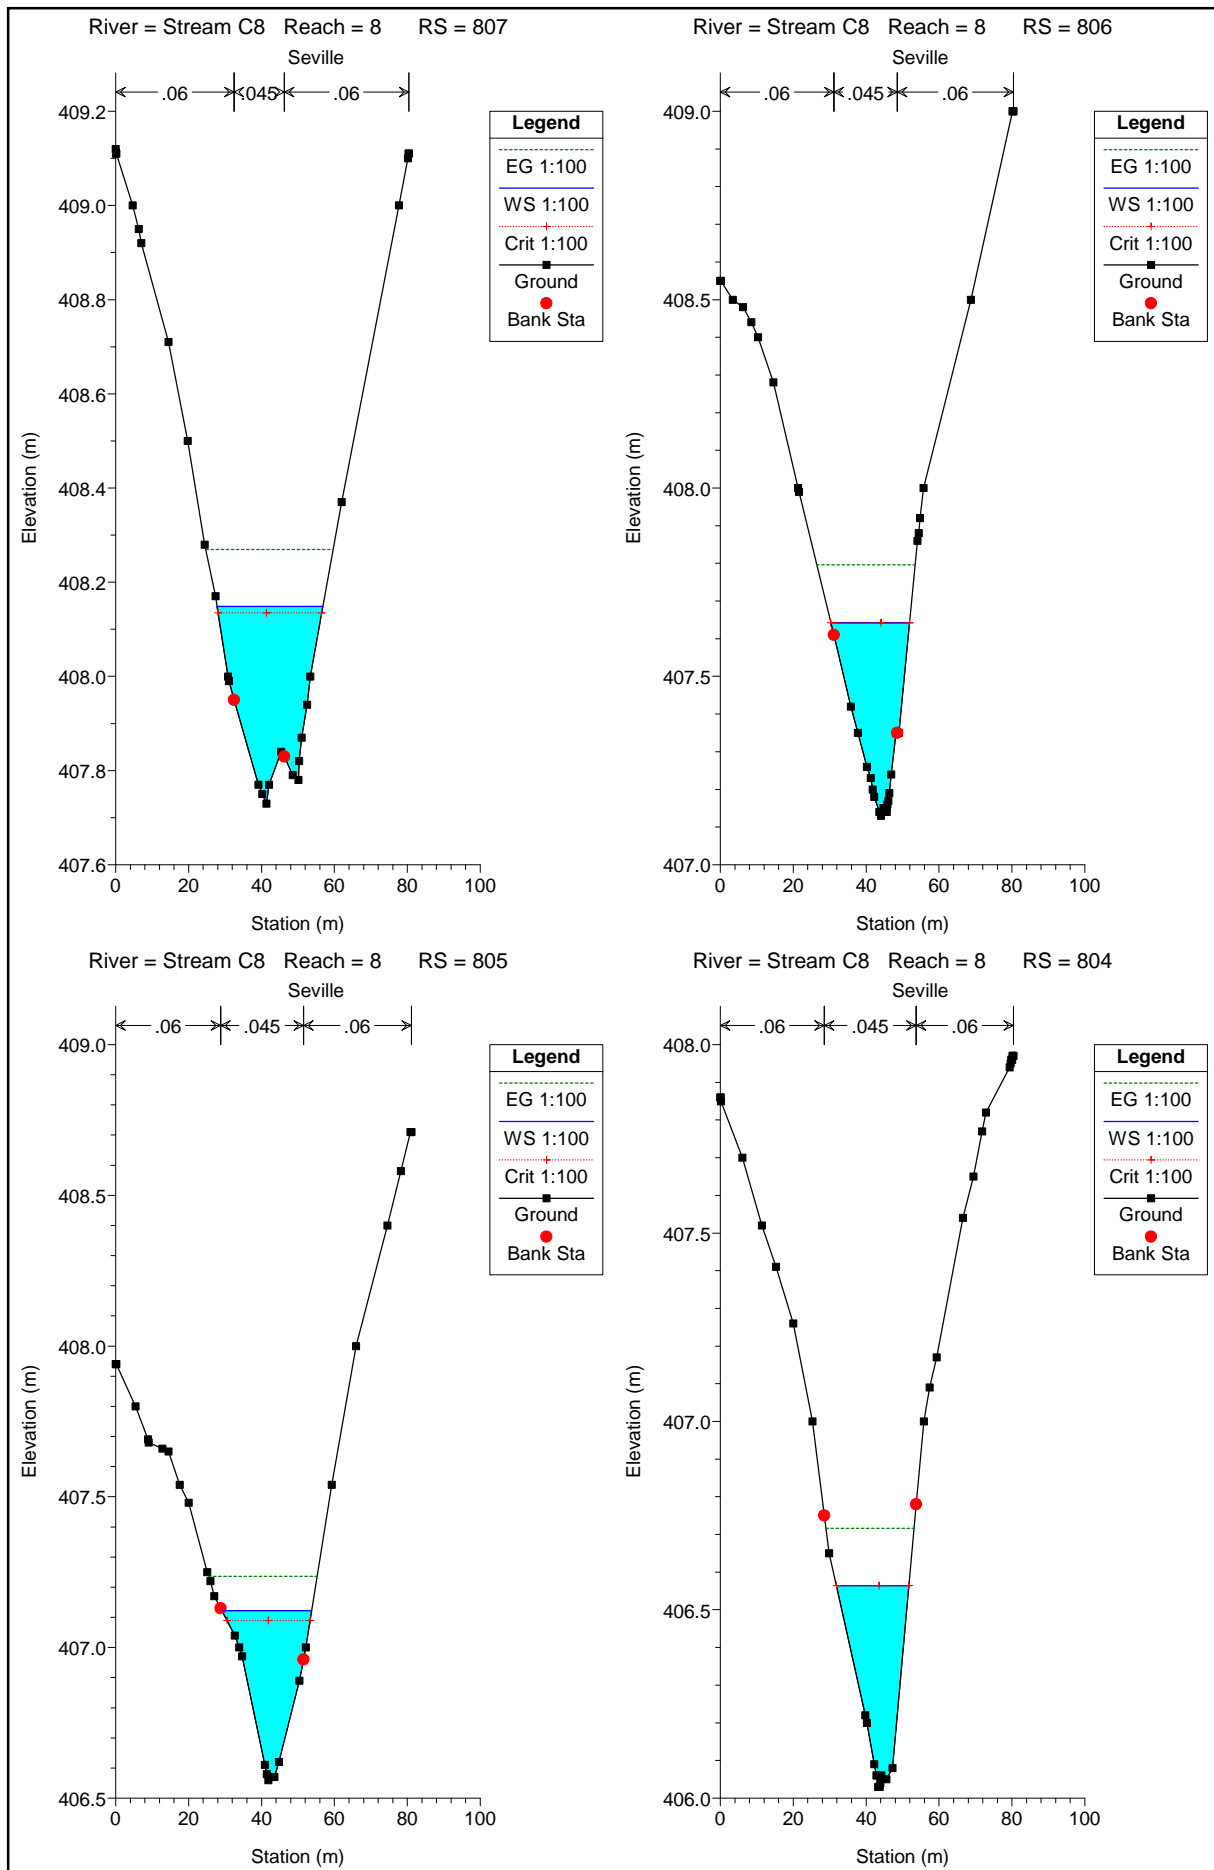 River = Stream C8 Reach = 8 RS = 807
Seville
.06 .045 .06
409.2
409.0
408.8
408.6
408.4
408.2
408.0
407.8
407.6
0 20 40 60 80 100
Station (m)
Elevation (m)
Legend
EG 1:100
WS 1:100
Crit 1:100
Ground
Bank Sta
River = Stream C8 Reach = 8 RS = 806
Seville
.06 .045 .06
409.0
408.5
408.0
407.5
407.0
0 20 40 60 80 100
Station (m)
Elevation (m)
Legend
EG 1:100
WS 1:100
Crit 1:100
Ground
Bank Sta
River = Stream C8 Reach = 8 RS = 805
Seville
.06 .045 .06
409.0
408.5
408.0
407.5
407.0
406.5
0 20 40 60 80 100
Station (m)
Elevation (m)
Legend
EG 1:100
WS 1:100
Crit 1:100
Ground
Bank Sta
River = Stream C8 Reach = 8 RS = 804
Seville
.06 .045 .06
408.0
407.5
407.0
406.5
406.0
0 20 40 60 80 100
Station (m)
Elevation (m)
Legend
EG 1:100
WS 1:100
Crit 1:100
Ground
Bank Sta